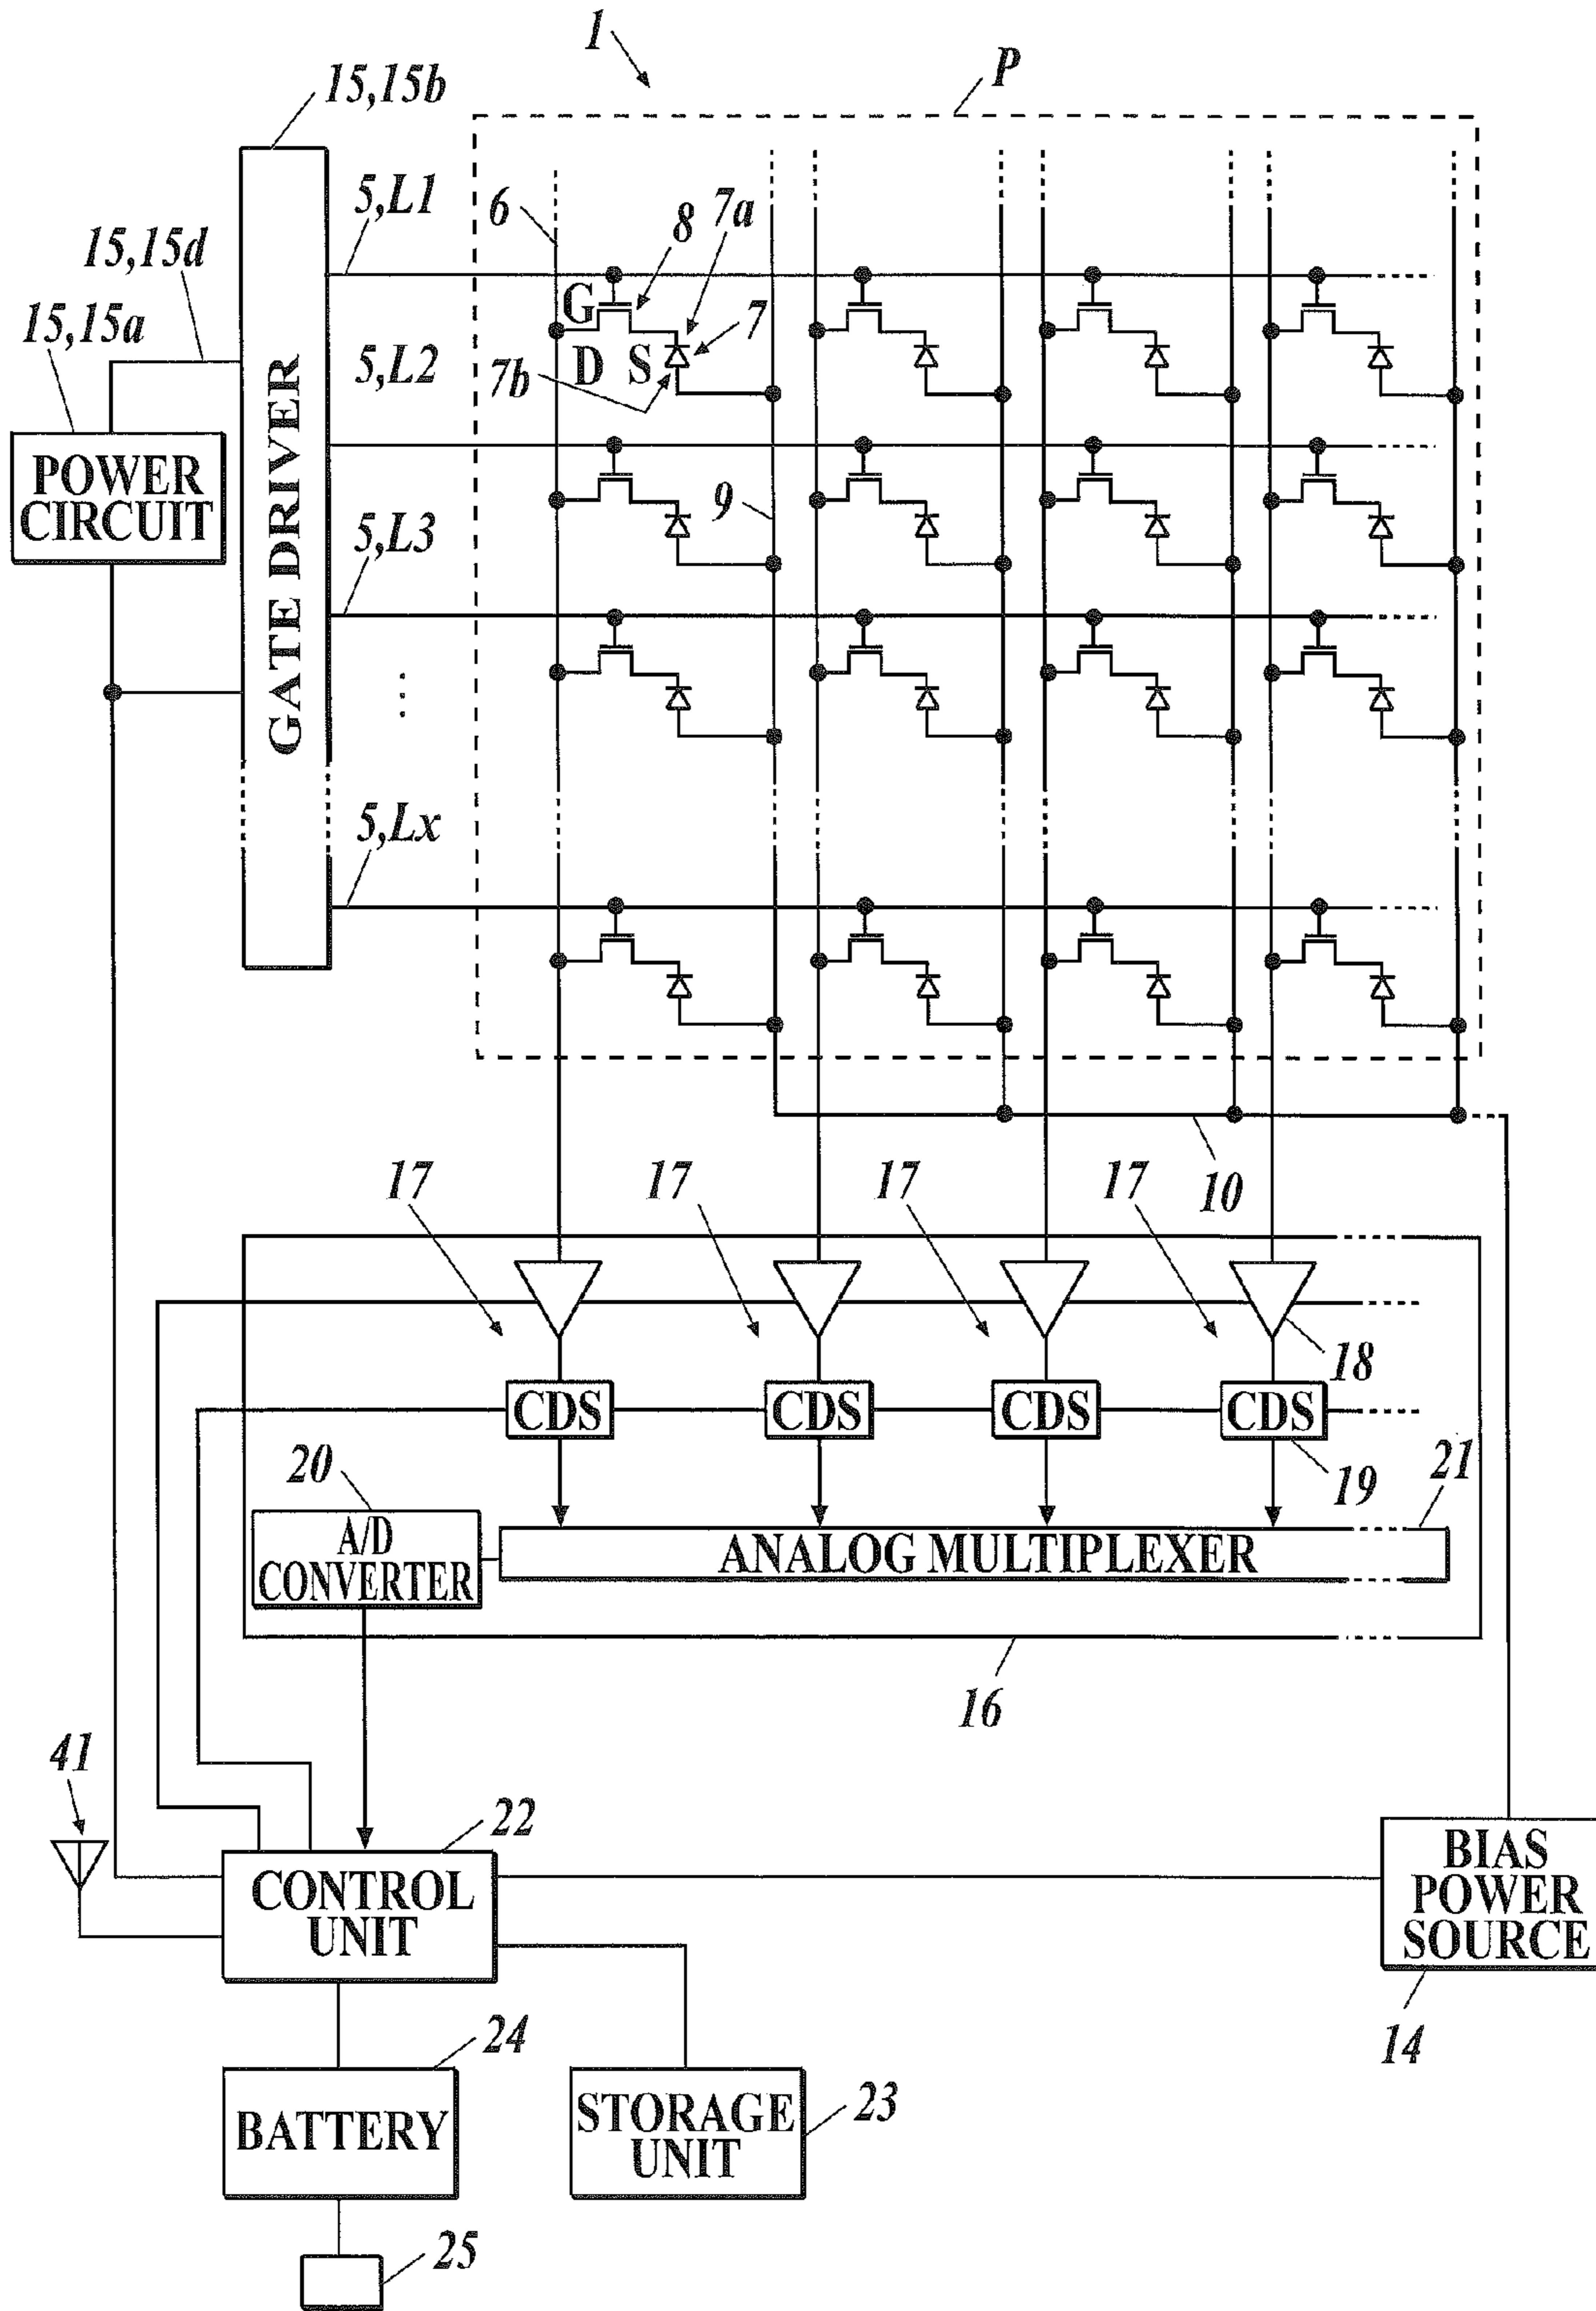 1
P
15,15b
5,L1
6
8
7a
15,15d
G
7
15,15a
5,L2
D S
7b
POWER
CIRCUIT
GATE DRIVER
9
5,L3
5,Lx
17
17
17
17
10
18
CDS
CDS
CDS
CDS
19
21
20
A/D
CONVERTER
ANALOG MULTIPLEXER
16
41
22
CONTROL
UNIT
BIAS
POWER
SOURCE
14
24
BATTERY
STORAGE
UNIT
23
25